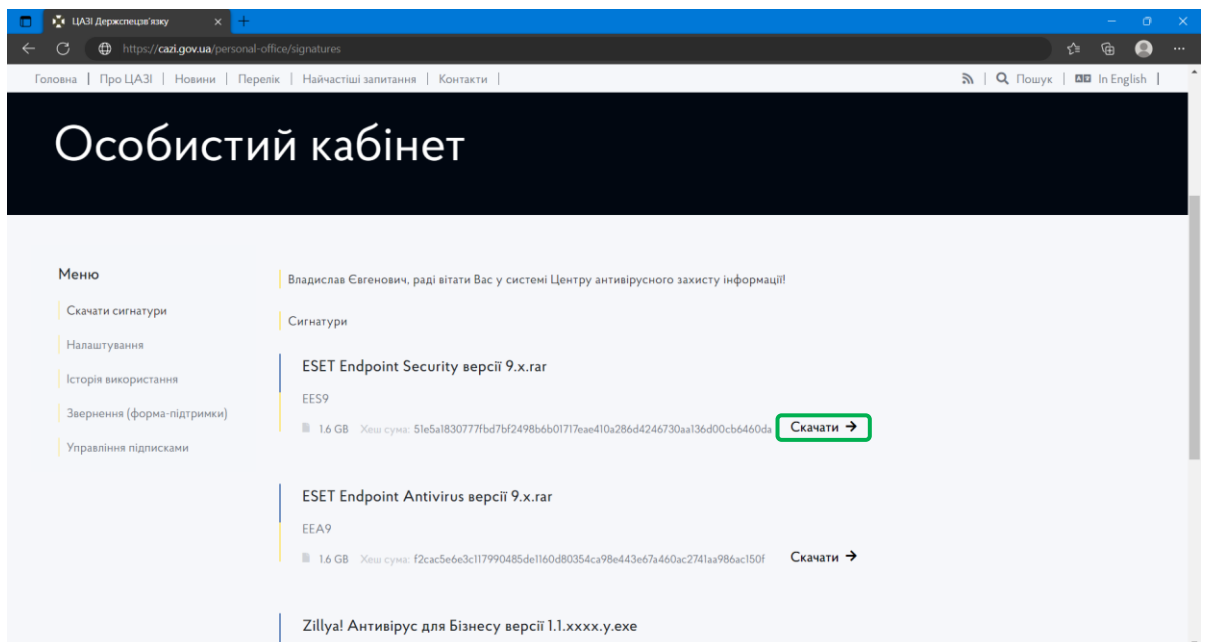 ЦАЗІ Держспецзв'язку
https://cazi.gov.ua/personal-office/signatures
Головна | Про ЦАЗІ | Новини | Перелік | Найчастіші запитання | Контакти | Пошук | In English |
Особистий кабінет
Меню
Скачати сигнатури
Налаштування
Історія використання
Звернення (форма-підтримки)
Управління підписками
Владислав Євгенович, раді вітати Вас у системі Центру антивірусного захисту інформації!
Сигнатури
ESET Endpoint Security версії 9.x.rar
EES9
1.6 GB Хеш сума: 51e5a1830777fbd7bf2498b6b01717eae410a286d4246730aa136d00cb6460da Скачати →
ESET Endpoint Antivirus версії 9.x.rar
EEA9
1.6 GB Хеш сума: f2cac5e6e3c117990485de1160d80354ca98e443e67a460ac2741aa986ac150f Скачати →
Zillya! Антивірус для Бізнесу версії 1.1.xxxx.y.exe